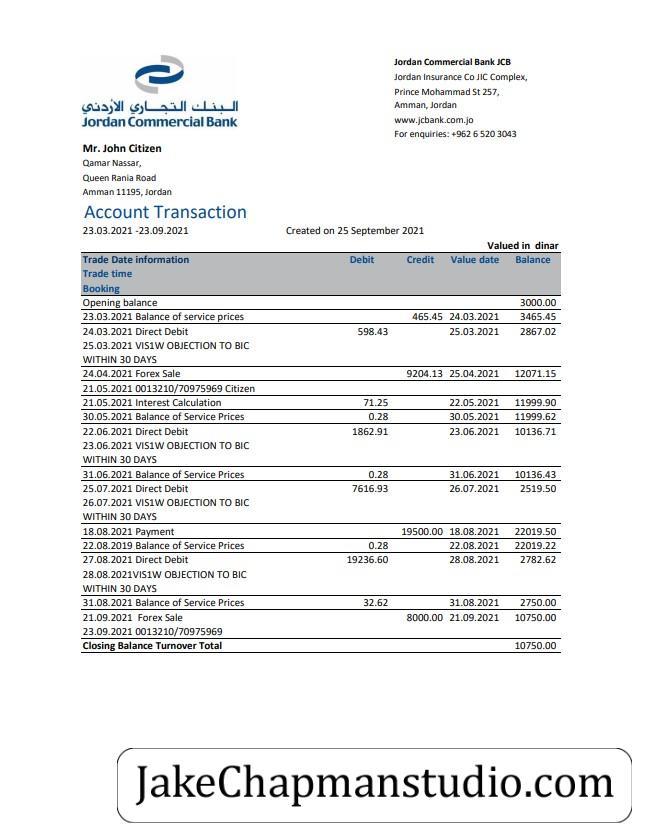 البنك التجاري الأردني
Jordan Commercial Bank
Jordan Commercial Bank JCB
Jordan Insurance Co JIC Complex,
Prince Mohammad St 257,
Amman, Jordan
www.jcbank.com.jo
For enquiries: +962 6 520 3043
Mr. John Citizen
Qamar Nassar,
Queen Rania Road
Amman 11195, Jordan
Account Transaction
23.03.2021 -23.09.2021 Created on 25 September 2021
Valued in dinar
Trade Date information Debit Credit Value date Balance
Trade time
Booking
Opening balance 3000.00
23.03.2021 Balance of service prices 465.45 24.03.2021 3465.45
24.03.2021 Direct Debit 598.43 25.03.2021 2867.02
25.03.2021 VIS1W OBJECTION TO BIC
WITHIN 30 DAYS
24.04.2021 Forex Sale 9204.13 25.04.2021 12071.15
21.05.2021 0013210/70975969 Citizen
21.05.2021 Interest Calculation 71.25 22.05.2021 11999.90
30.05.2021 Balance of Service Prices 0.28 30.05.2021 11999.62
22.06.2021 Direct Debit 1862.91 23.06.2021 10136.71
23.06.2021 VIS1W OBJECTION TO BIC
WITHIN 30 DAYS
31.06.2021 Balance of Service Prices 0.28 31.06.2021 10136.43
25.07.2021 Direct Debit 7616.93 26.07.2021 2519.50
26.07.2021 VIS1W OBJECTION TO BIC
WITHIN 30 DAYS
18.08.2021 Payment 19500.00 18.08.2021 22019.50
22.08.2019 Balance of Service Prices 0.28 22.08.2021 22019.22
27.08.2021 Direct Debit 19236.60 28.08.2021 2782.62
28.08.2021VIS1W OBJECTION TO BIC
WITHIN 30 DAYS
31.08.2021 Balance of Service Prices 32.62 31.08.2021 2750.00
21.09.2021 Forex Sale 8000.00 21.09.2021 10750.00
23.09.2021 0013210/70975969
Closing Balance Turnover Total 10750.00
JakeChapmanstudio.com